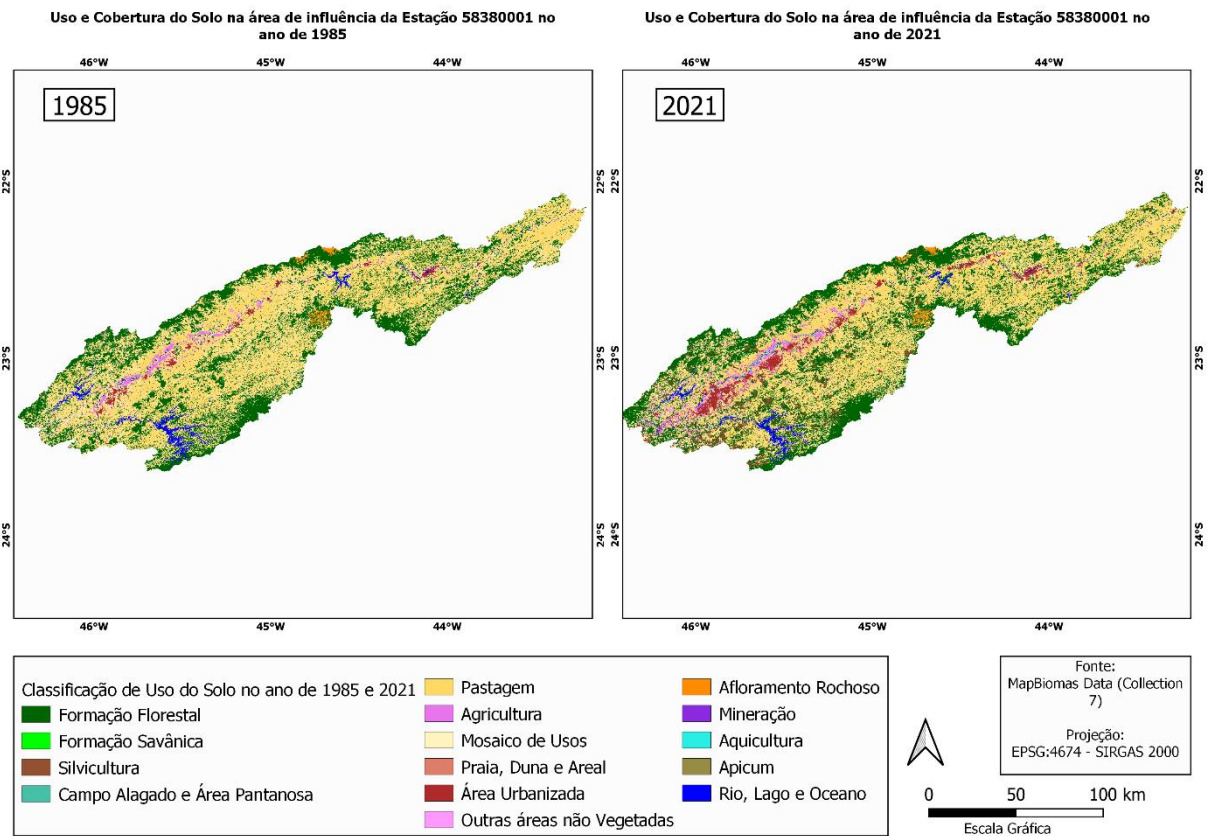 Uso e Cobertura do Solo na área de influência da Estação 58380001 no
ano de 1985
46°W 45°W 44°W
1985
22°S
23°S
24°S
22°S
23°S
24°S
46°W 45°W 44°W
Uso e Cobertura do Solo na área de influência da Estação 58380001 no
ano de 2021
46°W 45°W 44°W
2021
22°S
23°S
24°S
22°S
23°S
24°S
46°W 45°W 44°W
Classificação de Uso do Solo no ano de 1985 e 2021
Formação Florestal
Formação Savânica
Silvicultura
Campo Alagado e Área Pantanosa
Pastagem
Agricultura
Mosaico de Usos
Praia, Duna e Areal
Área Urbanizada
Outras áreas não Vegetadas
Afloramento Rochoso
Mineração
Aquicultura
Apicum
Rio, Lago e Oceano
Fonte:
MapBiomas Data (Collection
7)
Projeção:
EPSG:4674 - SIRGAS 2000
0 50 100 km
Escala Gráfica